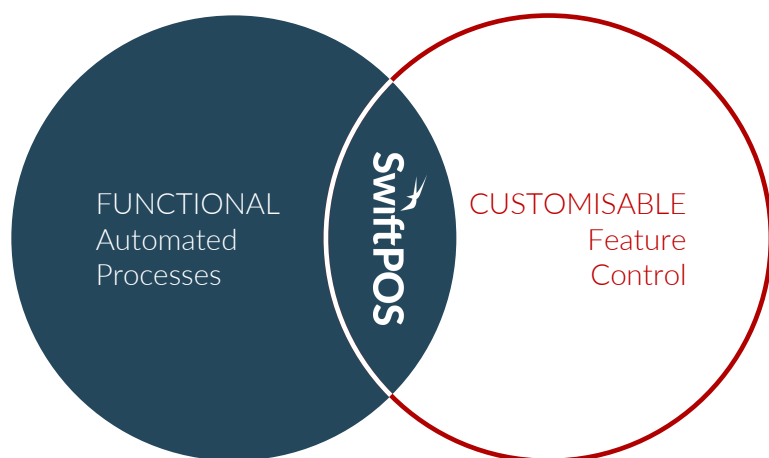 FUNCTIONAL
Automated
Processes
SwiftPOS
CUSTOMISABLE
Feature
Control